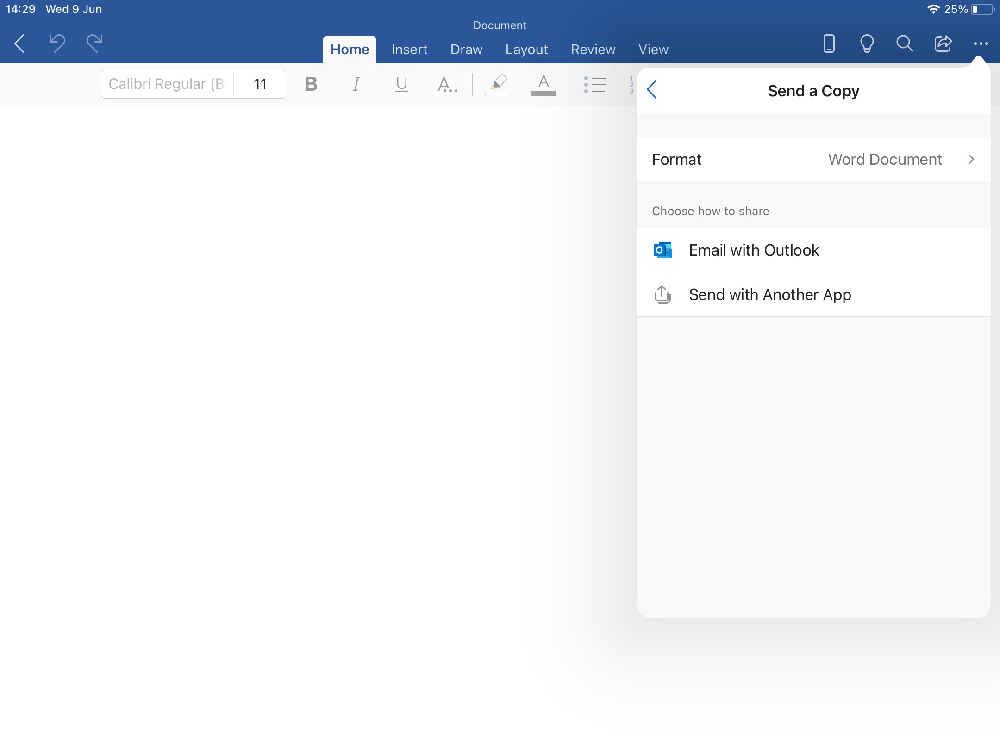 14:29 Wed 9 Jun 25%
Document
Home Insert Draw Layout Review View
Calibri Regular (B 11 B I U A.. A 1 2 3
Send a Copy
Format Word Document
Choose how to share
Email with Outlook
Send with Another App